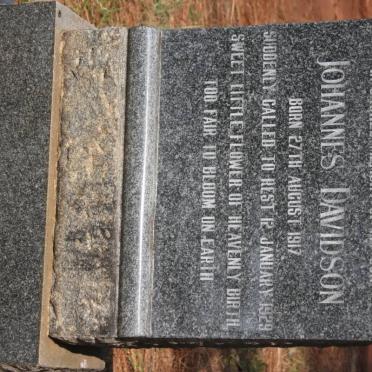 JOHANNES DAVIDSON
BORN 27TH AUGUST 1917
SUDDENLY CALLED TO REST 12 JANUARY 1929
SWEET LITTLE FLOWER OF HEAVENLY BIRTH
TOO FAIR TO BLOOM ON EARTH